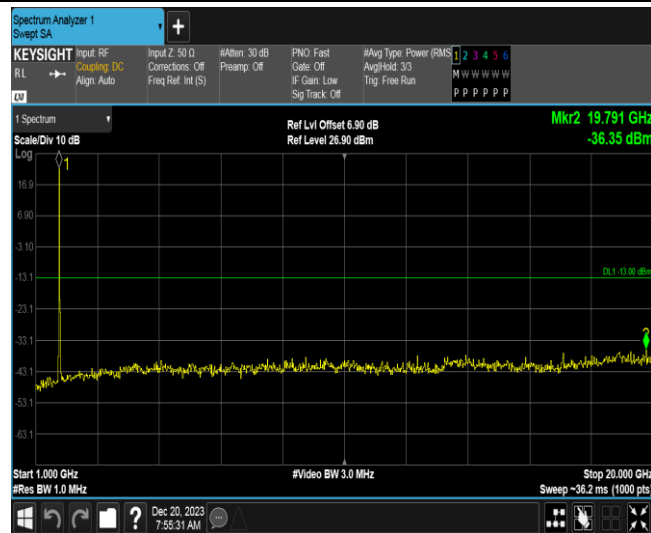 Spectrum Analyzer 1
Swept SA
+
KEYSIGHT Input: RF Input Z: 50 Ω #Atten: 30 dB PNO: Fast #Avg Type: Power (RMS 1 2 3 4 5 6
RL Coupling: DC Corrections: Off Preamp: Off Gate: Off Avg|Hold: 3/3 M W W W W W
Align: Auto Freq Ref: Int (S) IF Gain: Low Trig: Free Run
Sig Track: Off P P P P P P
LXI
1 Spectrum Ref Lvl Offset 6.90 dB Mkr2 19.791 GHz
Scale/Div 10 dB Ref Level 26.90 dBm -36.35 dBm
Log
1
16.9
6.90
-3.10
-13.1 DL1 -13.00 dBm
-23.1
-33.1 2
-43.1
-53.1
-63.1
Start 1.000 GHz #Video BW 3.0 MHz Stop 20.000 GHz
#Res BW 1.0 MHz Sweep ~36.2 ms (1000 pts)
? Dec 20, 2023
7:55:31 AM